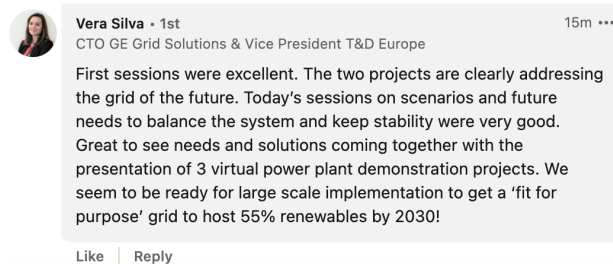 Vera Silva • 1st
15m •••
CTO GE Grid Solutions & Vice President T&D Europe
First sessions were excellent. The two projects are clearly addressing
the grid of the future. Today’s sessions on scenarios and future
needs to balance the system and keep stability were very good.
Great to see needs and solutions coming together with the
presentation of 3 virtual power plant demonstration projects. We
seem to be ready for large scale implementation to get a ‘fit for
purpose’ grid to host 55% renewables by 2030!
Like | Reply